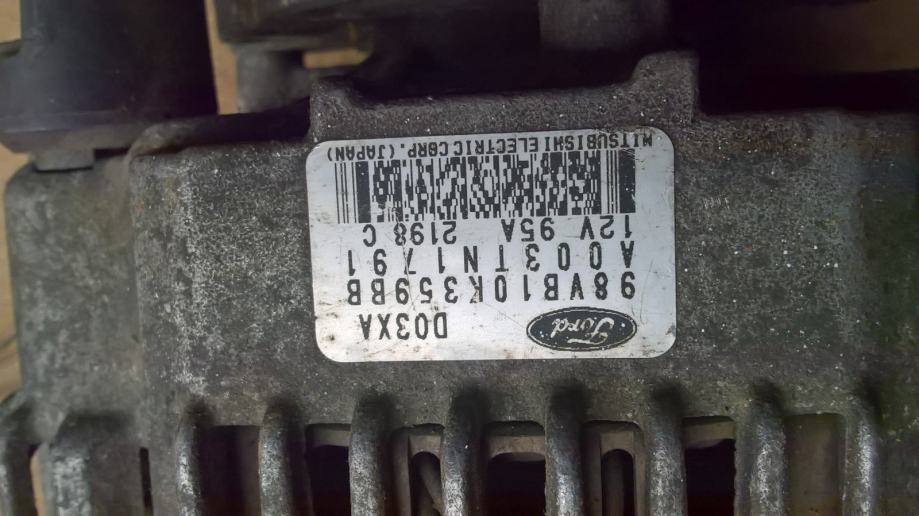 Ford D03XA
98VB10K359BB
A003TN1791
12V 95A 2198 C
MITSUBISHI ELECTRIC CORP. (JAPAN)